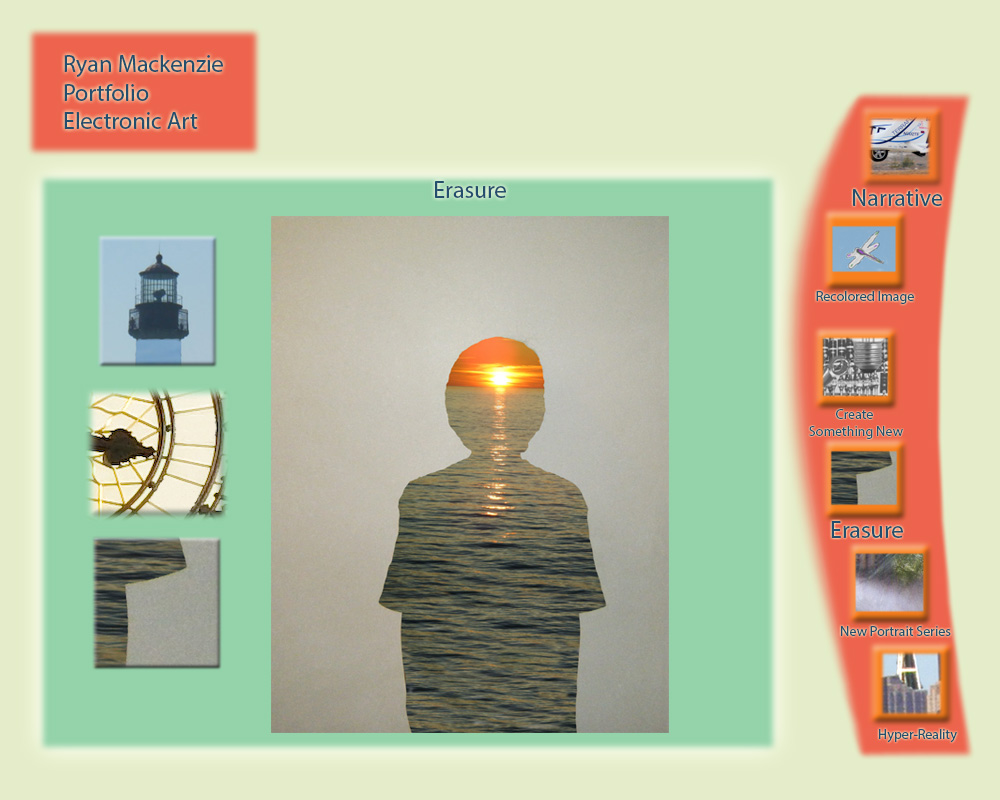 Ryan Mackenzie
Portfolio
Electronic Art
Erasure
Narrative
Recolored Image
Create
Something New
Erasure
New Portrait Series
Hyper-Reality